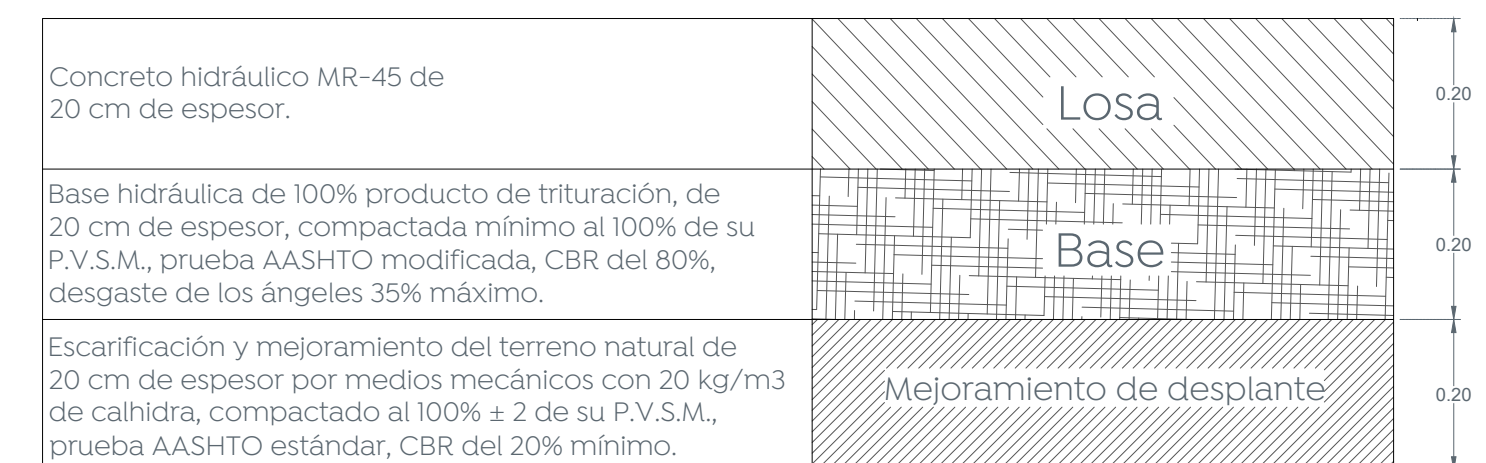 Concreto hidráulico MR-45 de
20 cm de espesor.
Losa
0.20
Base hidráulica de 100% producto de trituración, de
20 cm de espesor, compactada mínimo al 100% de su
P.V.S.M., prueba AASHTO modificada, CBR del 80%,
desgaste de los ángeles 35% máximo.
Base
0.20
Escarificación y mejoramiento del terreno natural de
20 cm de espesor por medios mecánicos con 20 kg/m3
de calhidra, compactado al 100% ± 2 de su P.V.S.M.,
prueba AASHTO estándar, CBR del 20% mínimo.
Mejoramiento de desplante
0.20